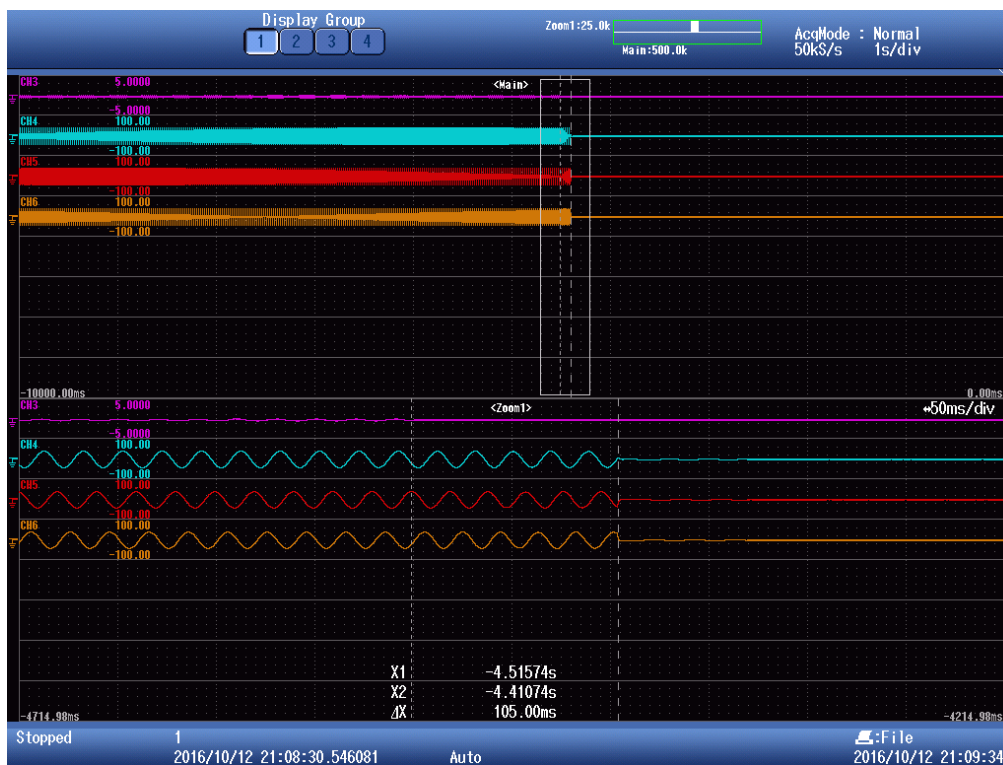 Display Group
1 2 3 4
Zoom1:25.0k
Main:500.0k
AcqMode : Normal
50kS/s 1s/div
CH3 5.0000
<Main>
-5.0000
CH4 100.00
-100.00
CH5 100.00
-100.00
CH6 100.00
-100.00
-10000.00ms 0.00ms
CH3 5.0000
<Zoom1>
↔50ms/div
-5.0000
CH4 100.00
-100.00
CH5 100.00
-100.00
CH6 100.00
-100.00
X1 -4.51574s
X2 -4.41074s
ΔX 105.00ms
-4714.98ms -4214.98ms
Stopped 1
:File
2016/10/12 21:08:30.546081 Auto 2016/10/12 21:09:34